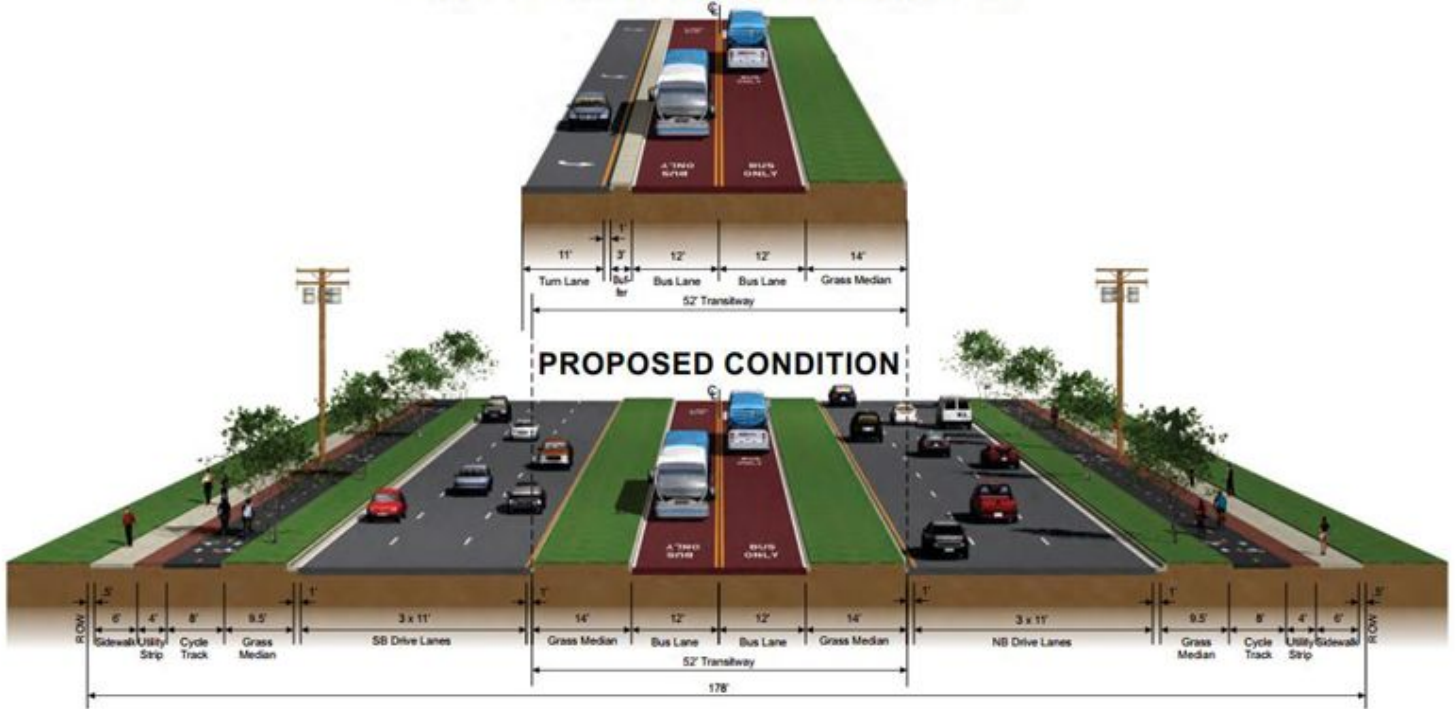 ℄
BUS
ONLY
ONLY
BUS
BUS
ONLY
1'
11'
3'
12'
12'
14'
Turn Lane
Buf-
fer
Bus Lane
Bus Lane
Grass Median
52' Transitway
PROPOSED CONDITION
℄
ONLY
BUS
BUS
ONLY
1'
1'
1'
1'
ROW
6'
4'
8'
9.5'
3 x 11'
14'
12'
12'
14'
3 x 11'
9.5'
8'
4'
6'
ROW
Sidewalk
Utility
Strip
Cycle
Track
Grass
Median
SB Drive Lanes
Grass Median
Bus Lane
Bus Lane
Grass Median
NB Drive Lanes
Grass
Median
Cycle
Track
Utility
Strip
Sidewalk
52' Transitway
178'